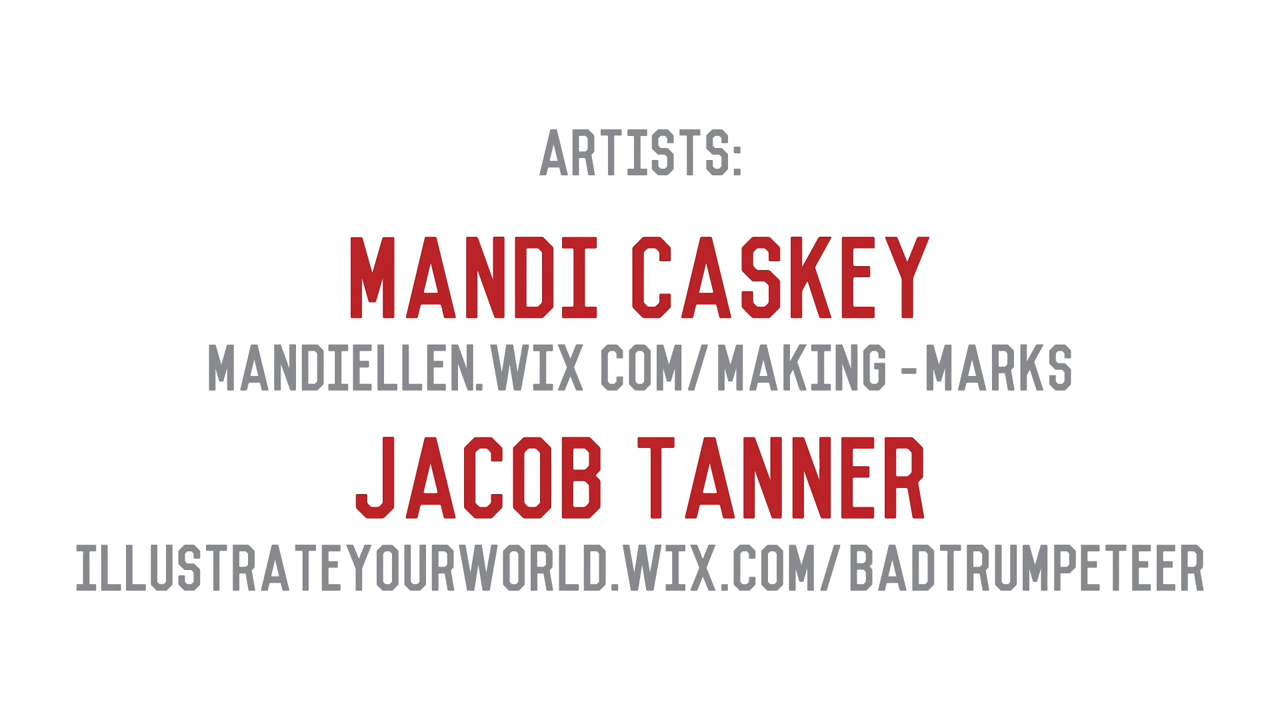 ARTISTS:
MANDI CASKEY
MANDIELLEN.WIX COM/MAKING -MARKS
JACOB TANNER
ILLUSTRATEYOURWORLD.WIX.COM/BADTRUMPETEER